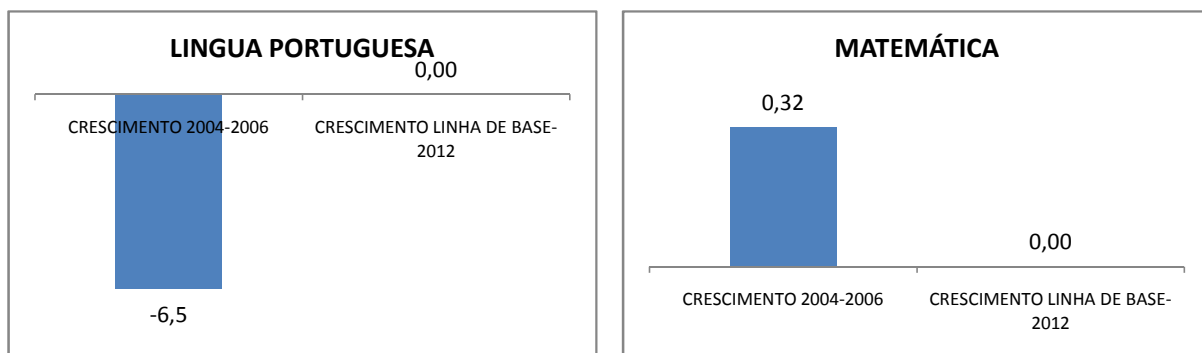 LINGUA PORTUGUESA
0,00
CRESCIMENTO 2004-2006
CRESCIMENTO LINHA DE BASE-
2012
-6,5
MATEMÁTICA
0,32
0,00
CRESCIMENTO 2004-2006
CRESCIMENTO LINHA DE BASE-
2012